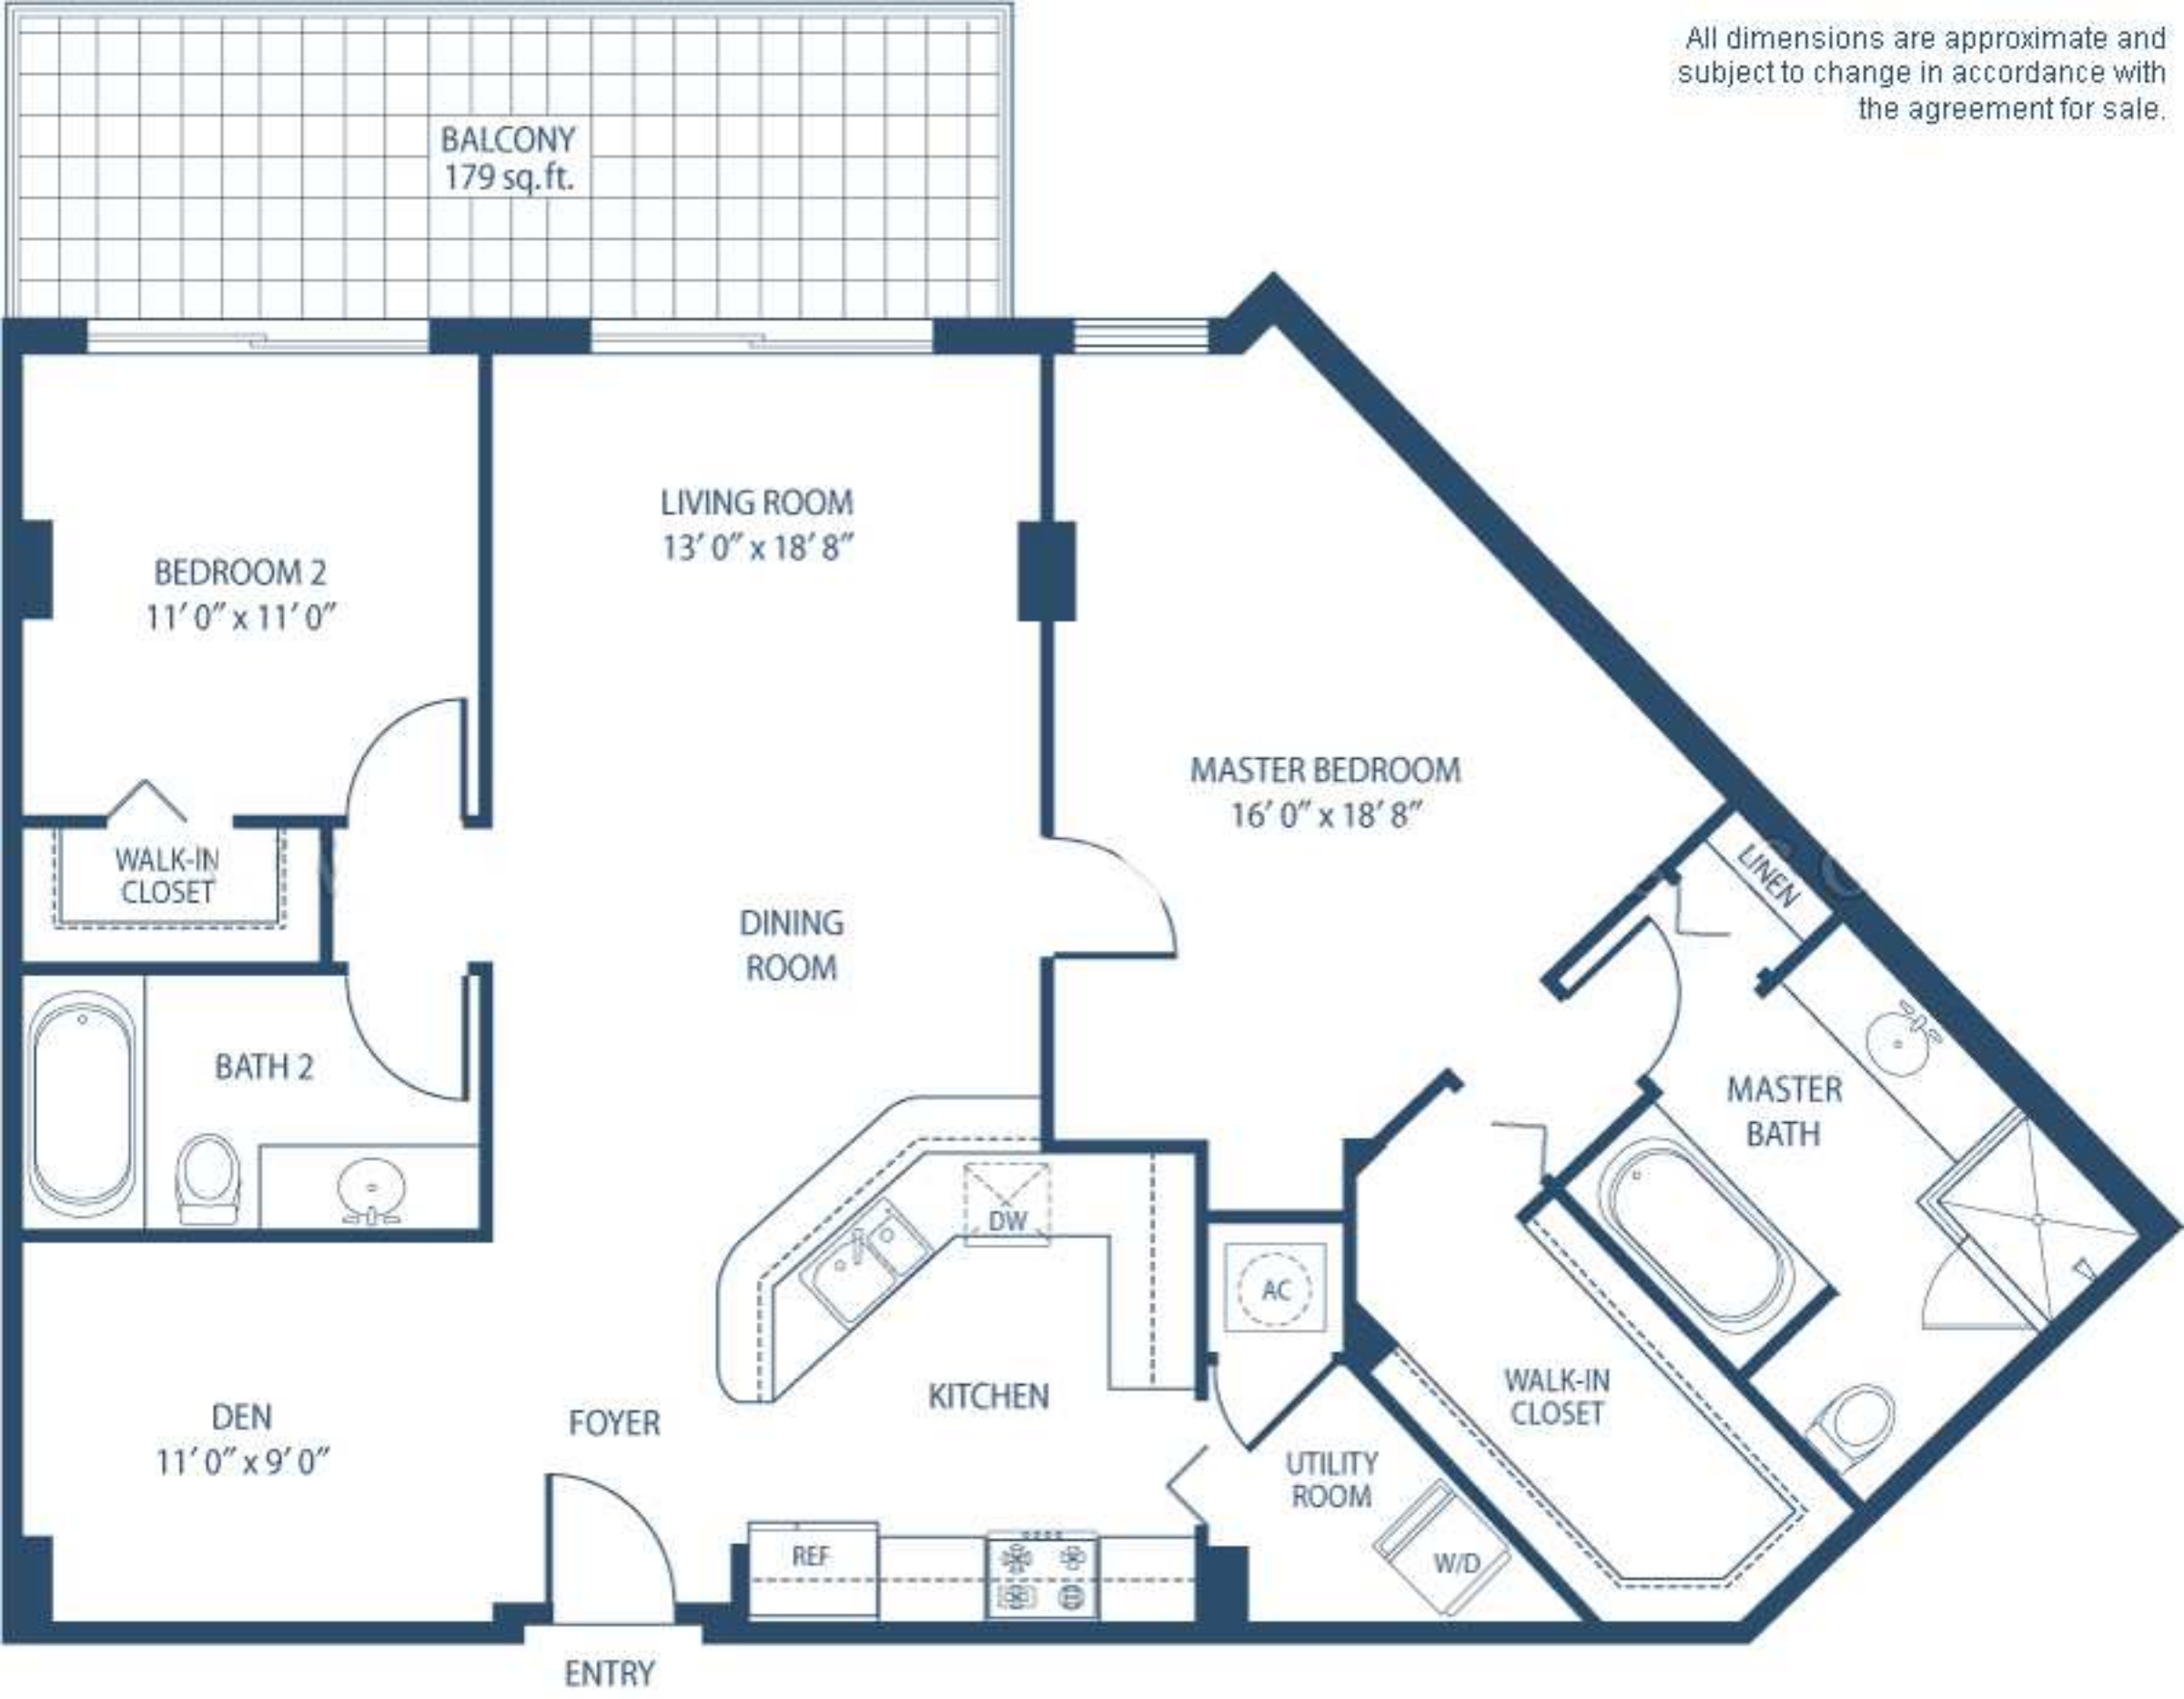 All dimensions are approximate and
subject to change in accordance with
the agreement for sale.
BALCONY
179 sq.ft.
LIVING ROOM
13′ 0″ x 18′ 8″
BEDROOM 2
11′ 0″ x 11′ 0″
MASTER BEDROOM
16′ 0″ x 18′ 8″
WALK-IN
CLOSET
LINEN
DINING
ROOM
BATH 2
MASTER
BATH
DW
AC
KITCHEN
WALK-IN
CLOSET
DEN
11′ 0″ x 9′ 0″
FOYER
UTILITY
ROOM
REF
W/D
ENTRY